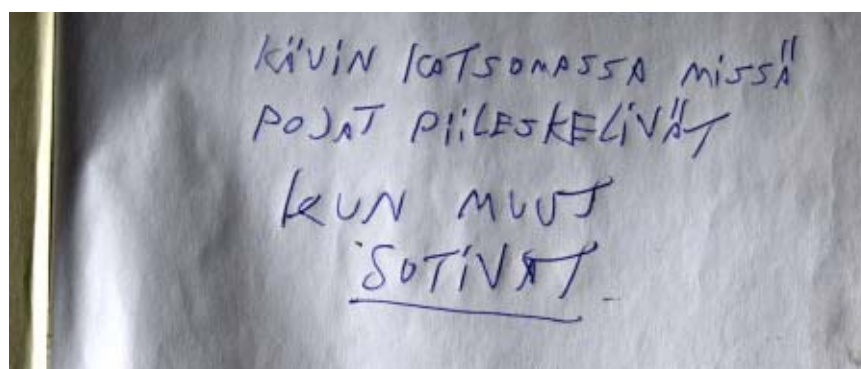 KÄVIN KATSOMASSA MISSÄ
POJAT PIILESKELIVÄT
KUN MUUT
SOTIVAT.